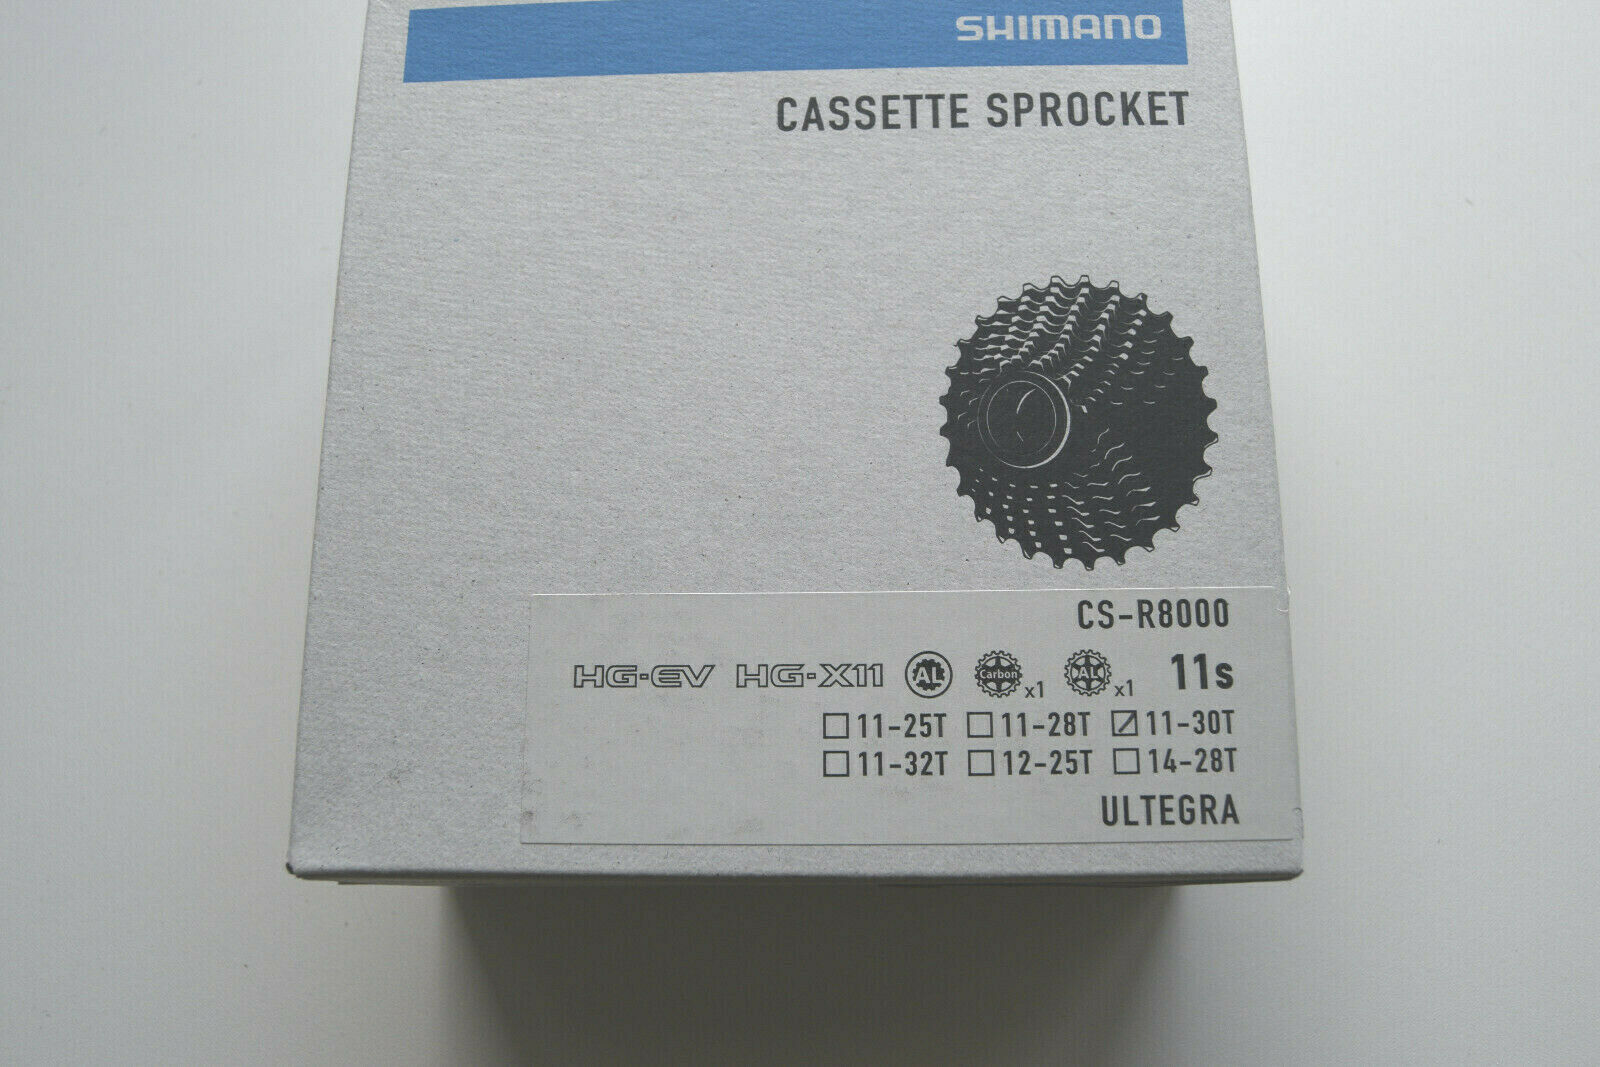 SHIMANO
CASSETTE SPROCKET
CS-R8000
HG-EV HG-X11 AL Carbon x1 AL x1 11s
11-25T 11-28T 11-30T
11-32T 12-25T 14-28T
ULTEGRA